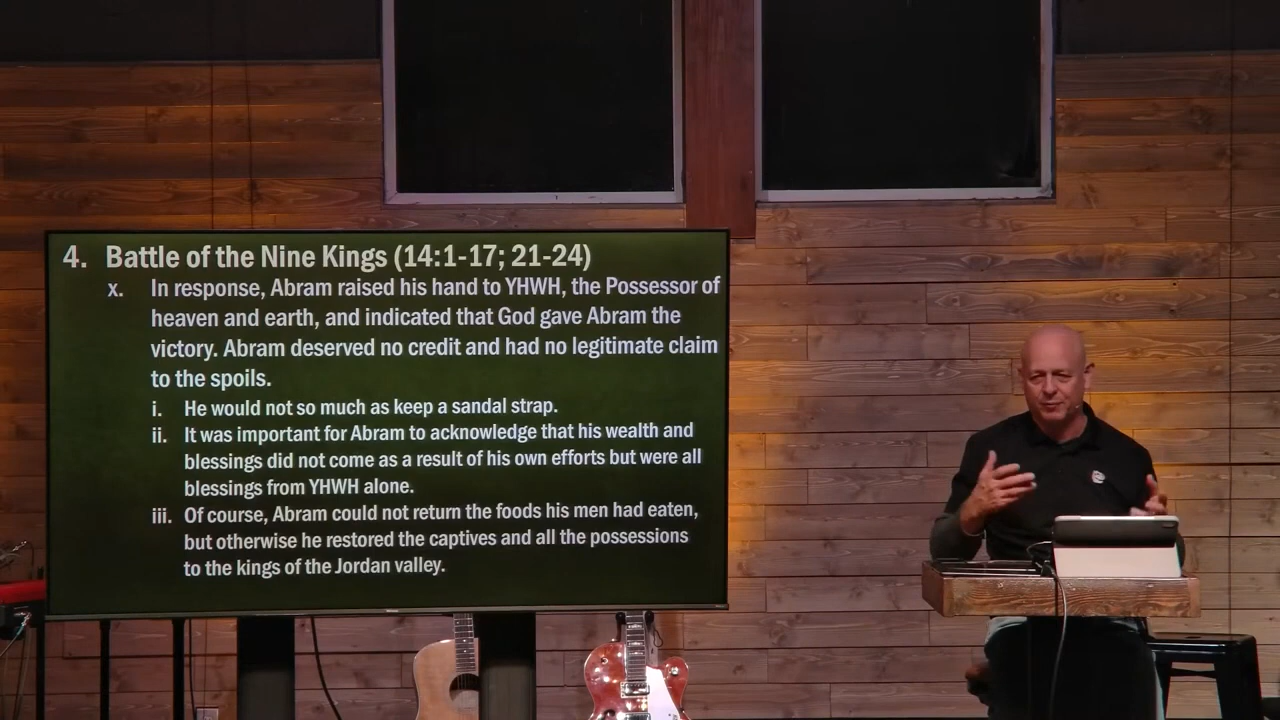 4. Battle of the Nine Kings (14:1-17; 21-24)
x. In response, Abram raised his hand to YHWH, the Possessor of
heaven and earth, and indicated that God gave Abram the
victory. Abram deserved no credit and had no legitimate claim
to the spoils.
i. He would not so much as keep a sandal strap.
ii. It was important for Abram to acknowledge that his wealth and
blessings did not come as a result of his own efforts but were all
blessings from YHWH alone.
iii. Of course, Abram could not return the foods his men had eaten,
but otherwise he restored the captives and all the possessions
to the kings of the Jordan valley.